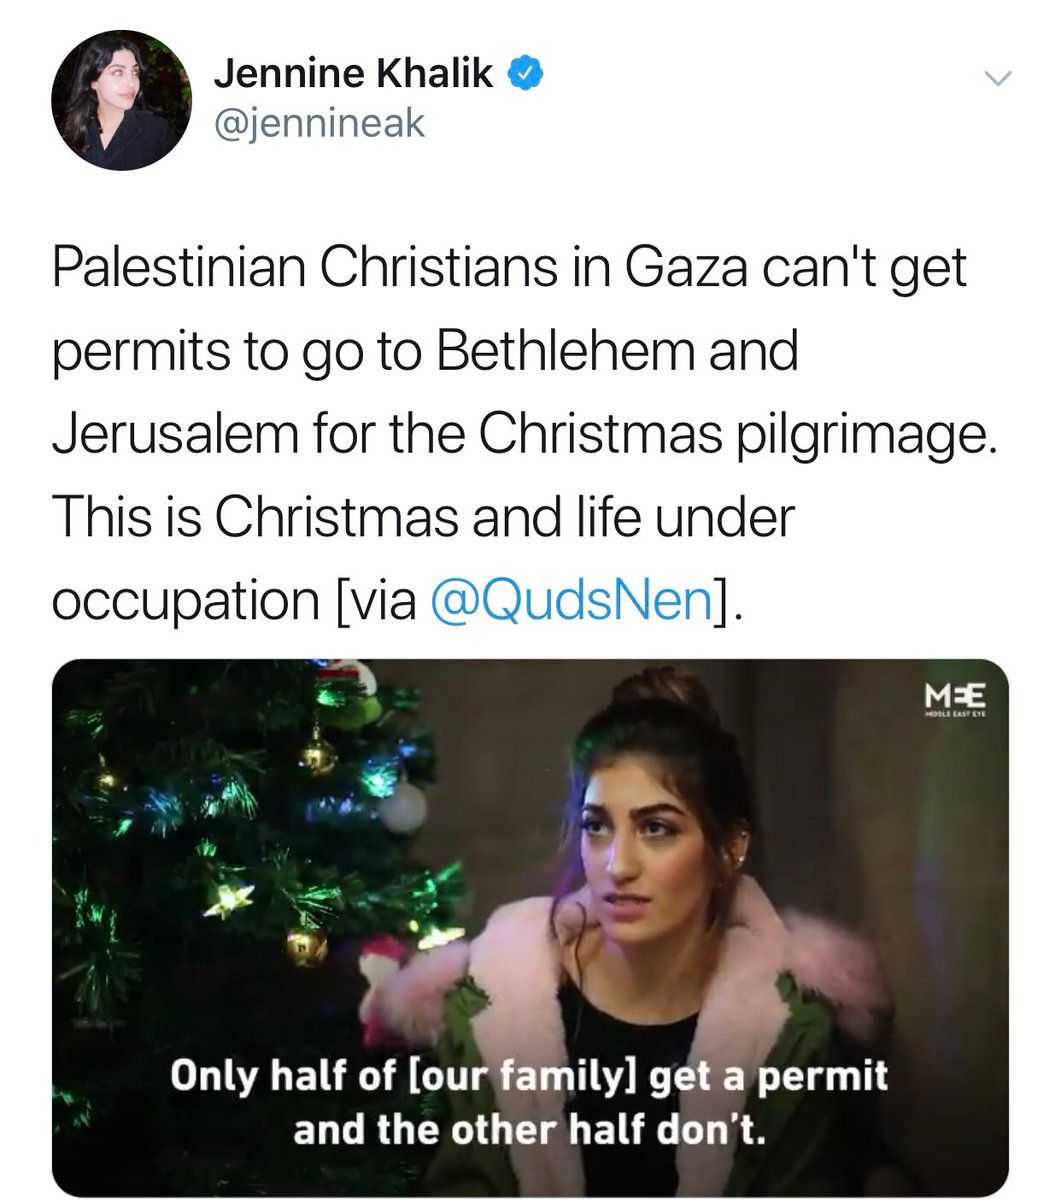 Jennine Khalik
@jennineak
Palestinian Christians in Gaza can't get
permits to go to Bethlehem and
Jerusalem for the Christmas pilgrimage.
This is Christmas and life under
occupation [via @QudsNen].
MEE
MIDDLE EAST EYE
Only half of [our family] get a permit
and the other half don't.